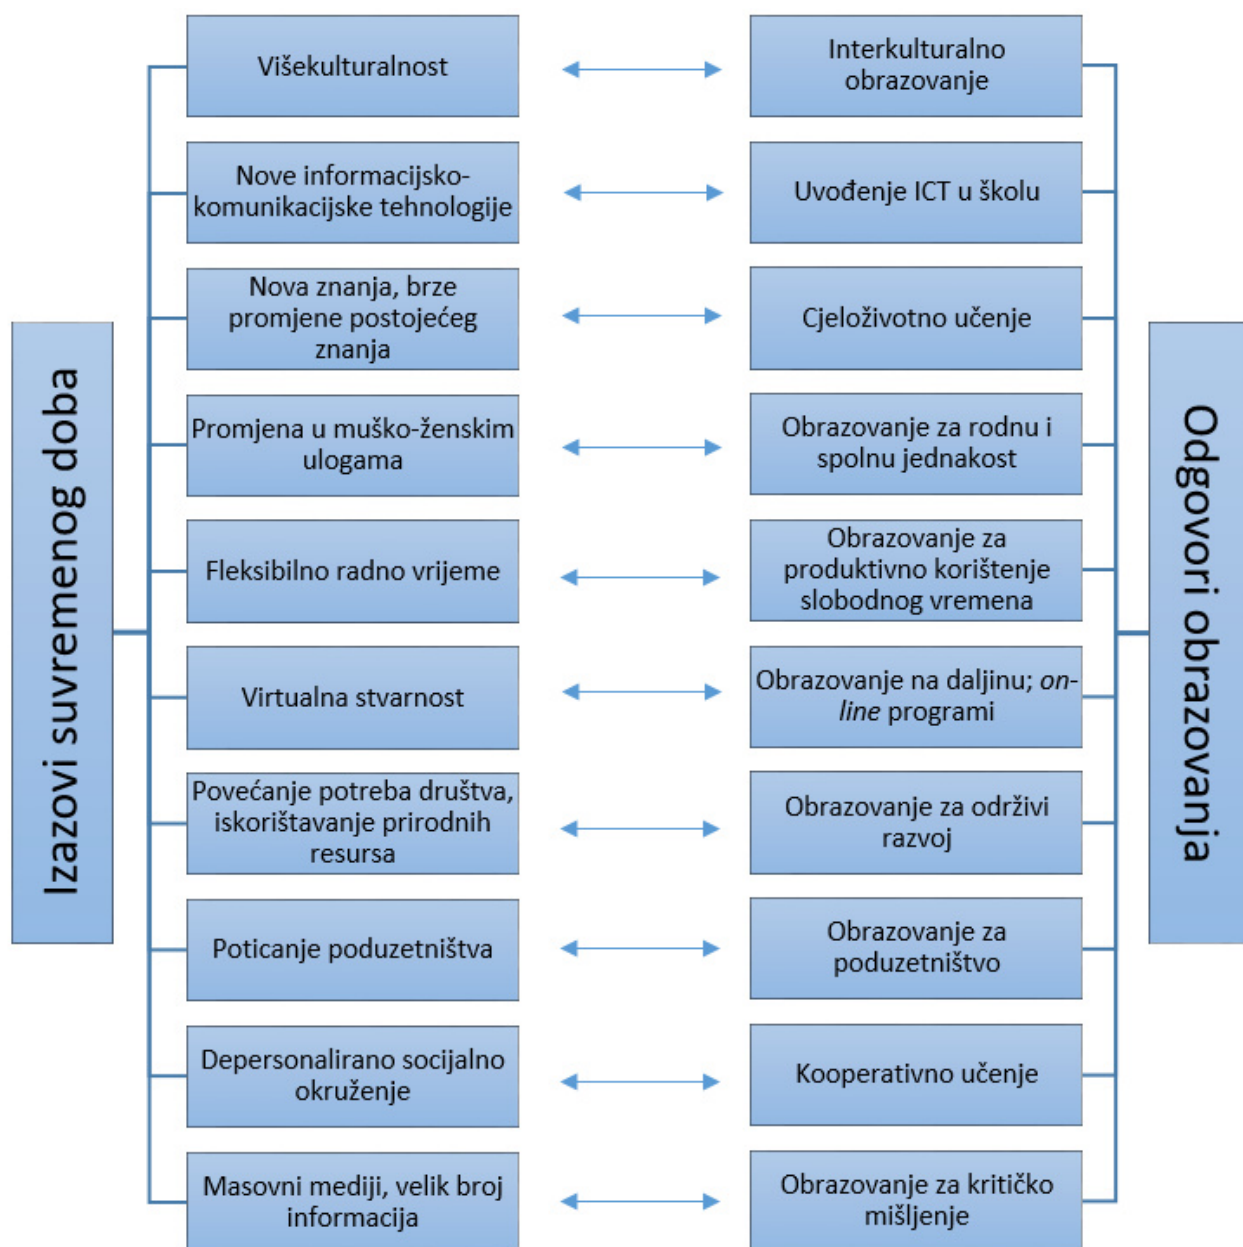 Izazovi suvremenog doba
Višekulturalnost
Interkulturalno
obrazovanje
Nove informacijsko-
komunikacijske tehnologije
Uvođenje ICT u školu
Nova znanja, brze
promjene postojećeg
znanja
Cjeloživotno učenje
Promjena u muško-ženskim
ulogama
Obrazovanje za rodnu i
spolnu jednakost
Fleksibilno radno vrijeme
Obrazovanje za
produktivno korištenje
slobodnog vremena
Virtualna stvarnost
Obrazovanje na daljinu; on-
line programi
Povećanje potreba društva,
iskorištavanje prirodnih
resursa
Obrazovanje za održivi
razvoj
Poticanje poduzetništva
Obrazovanje za
poduzetništvo
Depersonalirano socijalno
okruženje
Kooperativno učenje
Masovni mediji, velik broj
informacija
Obrazovanje za kritičko
mišljenje
Odgovori obrazovanja